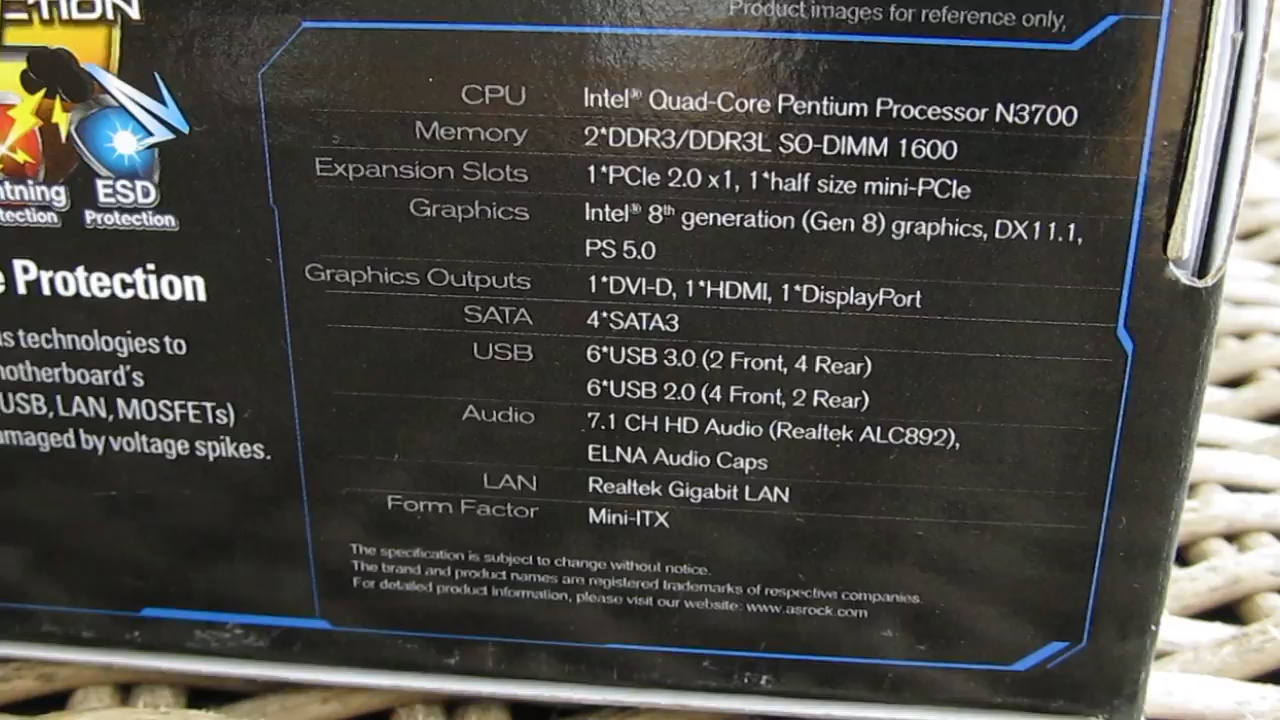 Product images for reference only,
CPU Intel® Quad-Core Pentium Processor N3700
Memory 2*DDR3/DDR3L SO-DIMM 1600
Expansion Slots 1*PCIe 2.0 x1, 1*half size mini-PCIe
Graphics Intel® 8th generation (Gen 8) graphics, DX11.1,
PS 5.0
Graphics Outputs 1*DVI-D, 1*HDMI, 1*DisplayPort
SATA 4*SATA3
USB 6*USB 3.0 (2 Front, 4 Rear)
6*USB 2.0 (4 Front, 2 Rear)
Audio 7.1 CH HD Audio (Realtek ALC892),
ELNA Audio Caps
LAN Realtek Gigabit LAN
Form Factor Mini-ITX
The specification is subject to change without notice.
The brand and product names are registered trademarks of respective companies.
For detailed product information, please visit our website: www.asrock.com
ESD
Protection
Protection
technologies to
USB, LAN, MOSFETs)
by voltage spikes.